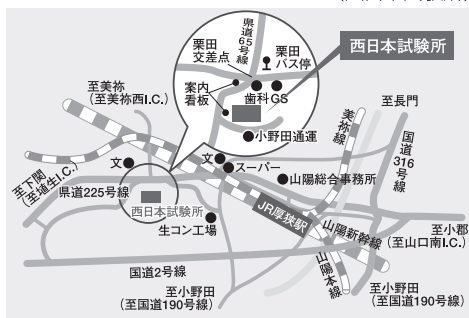 県道65号線
栗田
交差点
栗田
バス停
西日本試験所
案内
看板
歯科
GS
小野田通運
至美祢
(至美祢西I.C.)
至長門
美祢線
国道316号線
至下関
(至埴生I.C.)
文
文
スーパー
山陽総合事務所
県道225号線
西日本試験所
生コン工場
JR厚狭駅
山陽新幹線
至小郡
(至山口南I.C.)
国道2号線
山陽本線
至小野田
(至国道190号線)
至小野田
(至国道190号線)